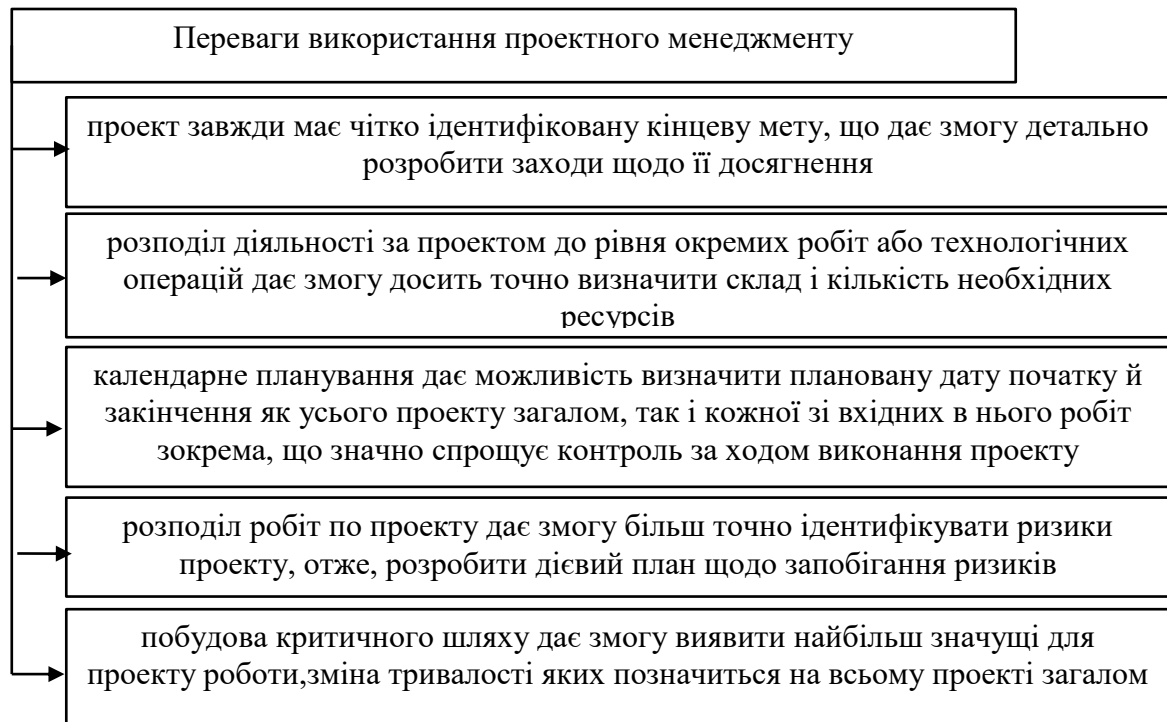 Переваги використання проектного менеджменту
проект завжди має чітко ідентифіковану кінцеву мету, що дає змогу детально
розробити заходи щодо її досягнення
розподіл діяльності за проектом до рівня окремих робіт або технологічних
операцій дає змогу досить точно визначити склад і кількість необхідних
ресурсів
календарне планування дає можливість визначити плановану дату початку й
закінчення як усього проекту загалом, так і кожної зі вхідних в нього робіт
зокрема, що значно спрощує контроль за ходом виконання проекту
розподіл робіт по проекту дає змогу більш точно ідентифікувати ризики
проекту, отже, розробити дієвий план щодо запобігання ризиків
побудова критичного шляху дає змогу виявити найбільш значущі для
проекту роботи,зміна тривалості яких позначиться на всьому проекті загалом